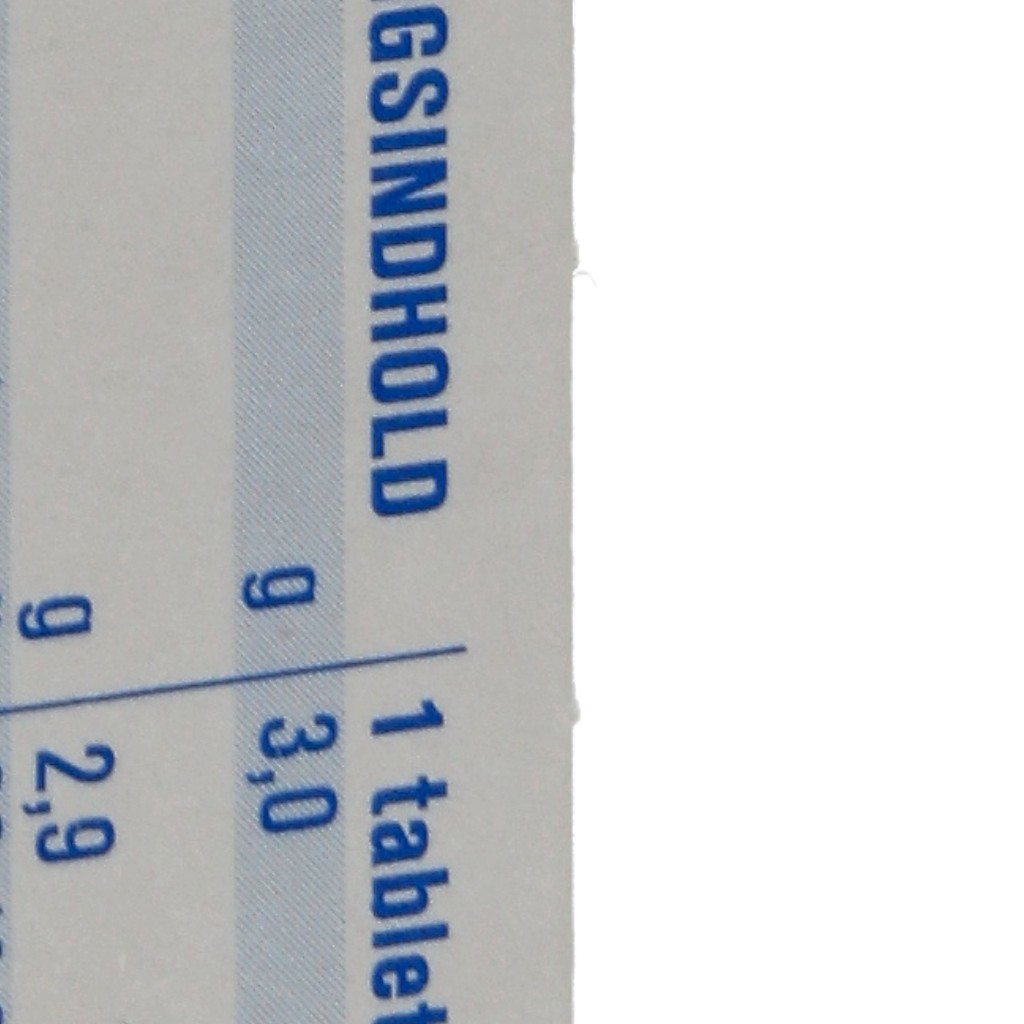 GSINDHOLD 1 tablet
g 3,0
g 2,9